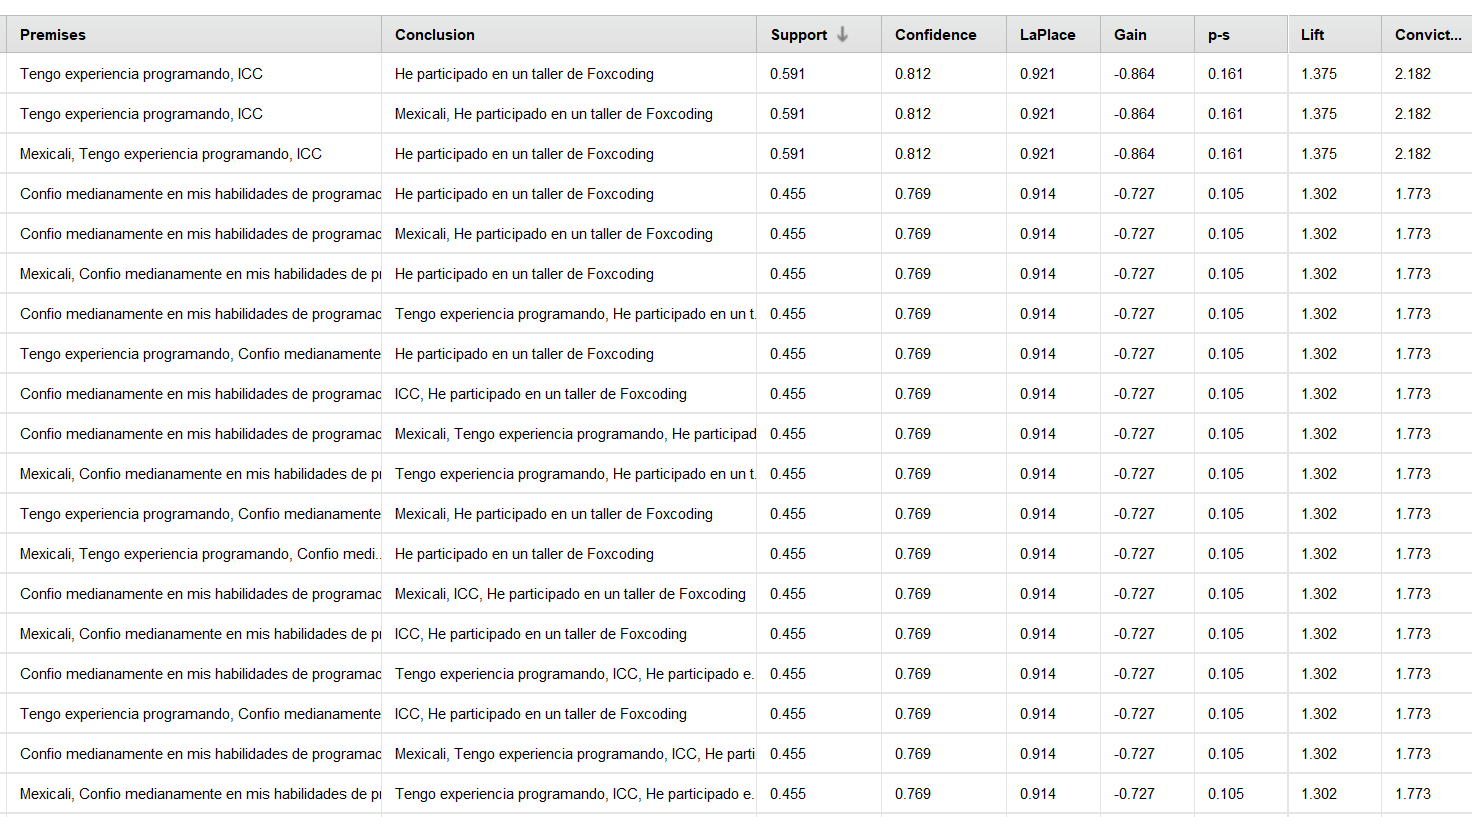 Premises Conclusion Support Confidence LaPlace Gain p-s Lift Convict...
Tengo experiencia programando, ICC He participado en un taller de Foxcoding 0.591 0.812 0.921 -0.864 0.161 1.375 2.182
Tengo experiencia programando, ICC Mexicali, He participado en un taller de Foxcoding 0.591 0.812 0.921 -0.864 0.161 1.375 2.182
Mexicali, Tengo experiencia programando, ICC He participado en un taller de Foxcoding 0.591 0.812 0.921 -0.864 0.161 1.375 2.182
Confio medianamente en mis habilidades de programac He participado en un taller de Foxcoding 0.455 0.769 0.914 -0.727 0.105 1.302 1.773
Confio medianamente en mis habilidades de programac Mexicali, He participado en un taller de Foxcoding 0.455 0.769 0.914 -0.727 0.105 1.302 1.773
Mexicali, Confio medianamente en mis habilidades de pr He participado en un taller de Foxcoding 0.455 0.769 0.914 -0.727 0.105 1.302 1.773
Confio medianamente en mis habilidades de programac Tengo experiencia programando, He participado en un t... 0.455 0.769 0.914 -0.727 0.105 1.302 1.773
Tengo experiencia programando, Confio medianamente He participado en un taller de Foxcoding 0.455 0.769 0.914 -0.727 0.105 1.302 1.773
Confio medianamente en mis habilidades de programac ICC, He participado en un taller de Foxcoding 0.455 0.769 0.914 -0.727 0.105 1.302 1.773
Confio medianamente en mis habilidades de programac Mexicali, Tengo experiencia programando, He participad 0.455 0.769 0.914 -0.727 0.105 1.302 1.773
Mexicali, Confio medianamente en mis habilidades de pr Tengo experiencia programando, He participado en un t... 0.455 0.769 0.914 -0.727 0.105 1.302 1.773
Tengo experiencia programando, Confio medianamente Mexicali, He participado en un taller de Foxcoding 0.455 0.769 0.914 -0.727 0.105 1.302 1.773
Mexicali, Tengo experiencia programando, Confio medi... He participado en un taller de Foxcoding 0.455 0.769 0.914 -0.727 0.105 1.302 1.773
Confio medianamente en mis habilidades de programac Mexicali, ICC, He participado en un taller de Foxcoding 0.455 0.769 0.914 -0.727 0.105 1.302 1.773
Mexicali, Confio medianamente en mis habilidades de pr ICC, He participado en un taller de Foxcoding 0.455 0.769 0.914 -0.727 0.105 1.302 1.773
Confio medianamente en mis habilidades de programac Tengo experiencia programando, ICC, He participado e... 0.455 0.769 0.914 -0.727 0.105 1.302 1.773
Tengo experiencia programando, Confio medianamente ICC, He participado en un taller de Foxcoding 0.455 0.769 0.914 -0.727 0.105 1.302 1.773
Confio medianamente en mis habilidades de programac Mexicali, Tengo experiencia programando, ICC, He parti 0.455 0.769 0.914 -0.727 0.105 1.302 1.773
Mexicali, Confio medianamente en mis habilidades de pr Tengo experiencia programando, ICC, He participado e... 0.455 0.769 0.914 -0.727 0.105 1.302 1.773